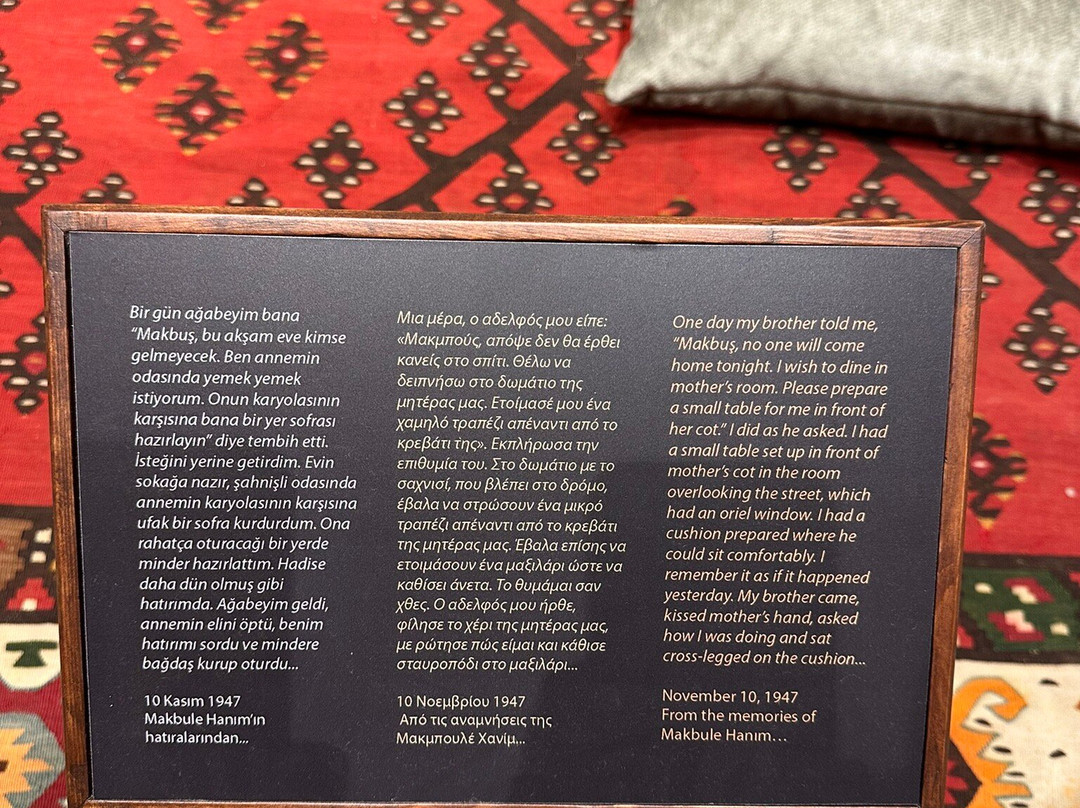 Bir gün ağabeyim bana
“Makbuş, bu akşam eve kimse
gelmeyecek. Ben annemin
odasında yemek yemek
istiyorum. Onun karyolasının
karşısına bana bir yer sofrası
hazırlayın” diye tembih etti.
İsteğini yerine getirdim. Evin
sokağa nazır, şahnişli odasında
annemin karyolasının karşısına
ufak bir sofra kurdurdum. Ona
rahatça oturacağı bir yerde
minder hazırlattım. Hadise
daha dün olmuş gibi
hatırımda. Ağabeyim geldi,
annemin elini öptü, benim
hatırımı sordu ve mindere
bağdaş kurup oturdu...
10 Kasım 1947
Makbule Hanım’ın
hatıralarından...
Μια μέρα, ο αδελφός μου είπε:
«Μακμπούς, απόψε δεν θα έρθει
κανείς στο σπίτι. Θέλω να
δειπνήσω στο δωμάτιο της
μητέρας μας. Ετοίμασέ μου ένα
χαμηλό τραπέζι απέναντι από το
κρεβάτι της». Εκπλήρωσα την
επιθυμία του. Στο δωμάτιο με το
σαχνισί, που βλέπει στο δρόμο,
έβαλα να στρώσουν ένα μικρό
τραπέζι απέναντι από το κρεβάτι
της μητέρας μας. Έβαλα επίσης να
ετοιμάσουν ένα μαξιλάρι ώστε να
καθίσει άνετα. Το θυμάμαι σαν
χθες. Ο αδελφός μου ήρθε,
φίλησε το χέρι της μητέρας μας,
με ρώτησε πώς είμαι και κάθισε
σταυροπόδι στο μαξιλάρι...
10 Νοεμβρίου 1947
Από τις αναμνήσεις της
Μακμπουλέ Χανίμ...
One day my brother told me,
“Makbuş, no one will come
home tonight. I wish to dine in
mother’s room. Please prepare
a small table for me in front of
her cot.” I did as he asked. I had
a small table set up in front of
mother’s cot in the room
overlooking the street, which
had an oriel window. I had a
cushion prepared where he
could sit comfortably. I
remember it as if it happened
yesterday. My brother came,
kissed mother’s hand, asked
how I was doing and sat
cross-legged on the cushion...
November 10, 1947
From the memories of
Makbule Hanım…